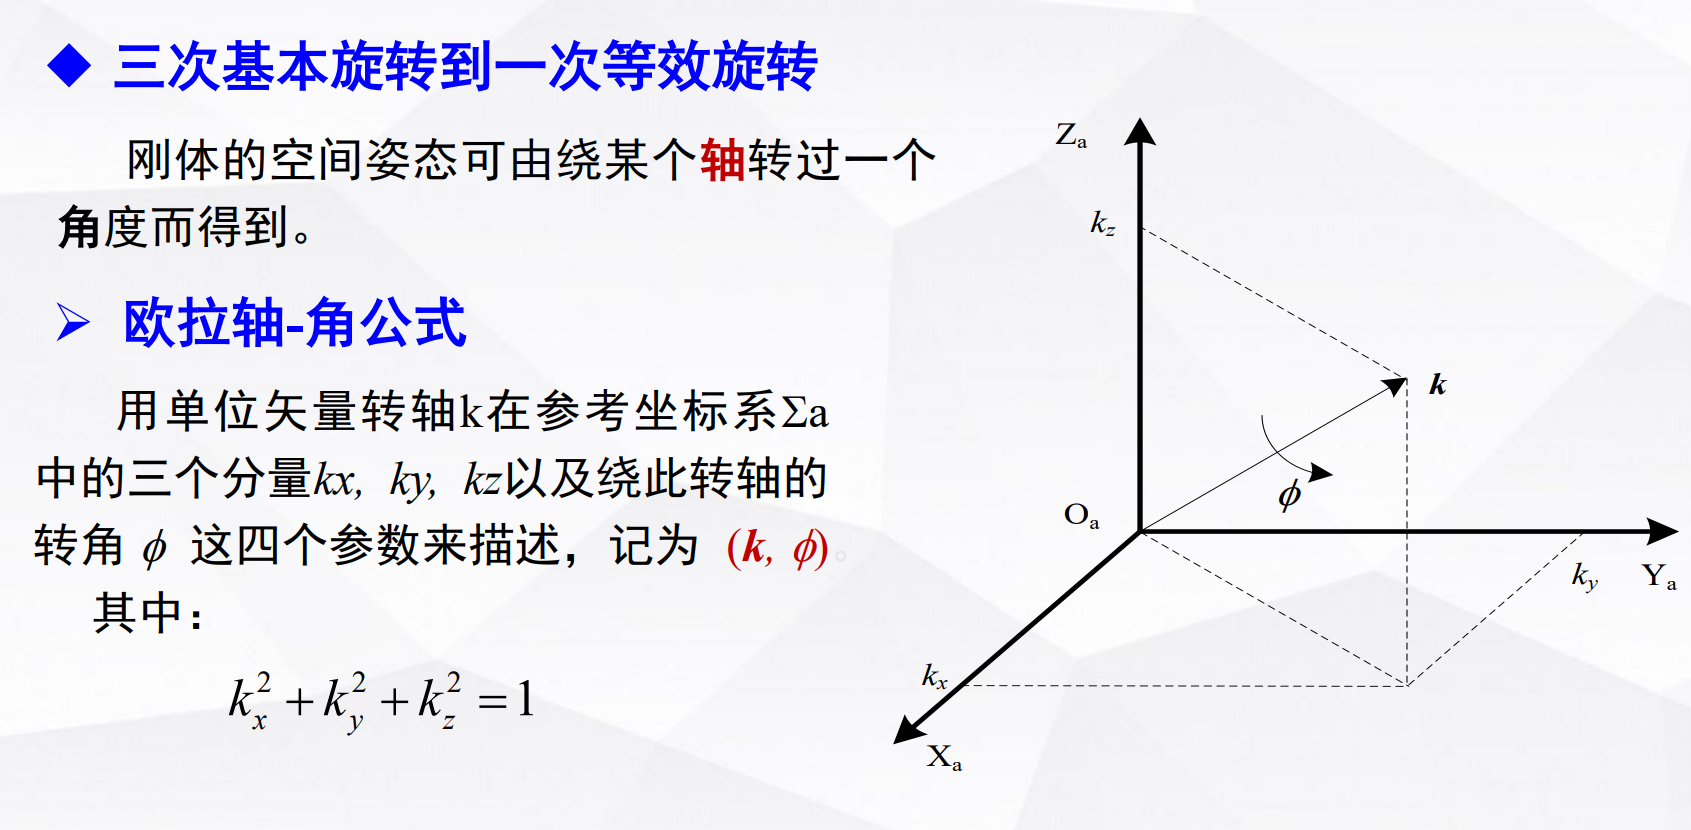 三次基本旋转到一次等效旋转
刚体的空间姿态可由绕某个轴转过一个
角度而得到。
欧拉轴-角公式
用单位矢量转轴k在参考坐标系Σa
中的三个分量kx, ky, kz以及绕此转轴的
转角 ϕ 这四个参数来描述，记为 (k, ϕ)。
其中：
k_x^2 + k_y^2 + k_z^2 = 1
Z_a
k_z
k
ϕ
O_a
k_y
Y_a
k_x
X_a